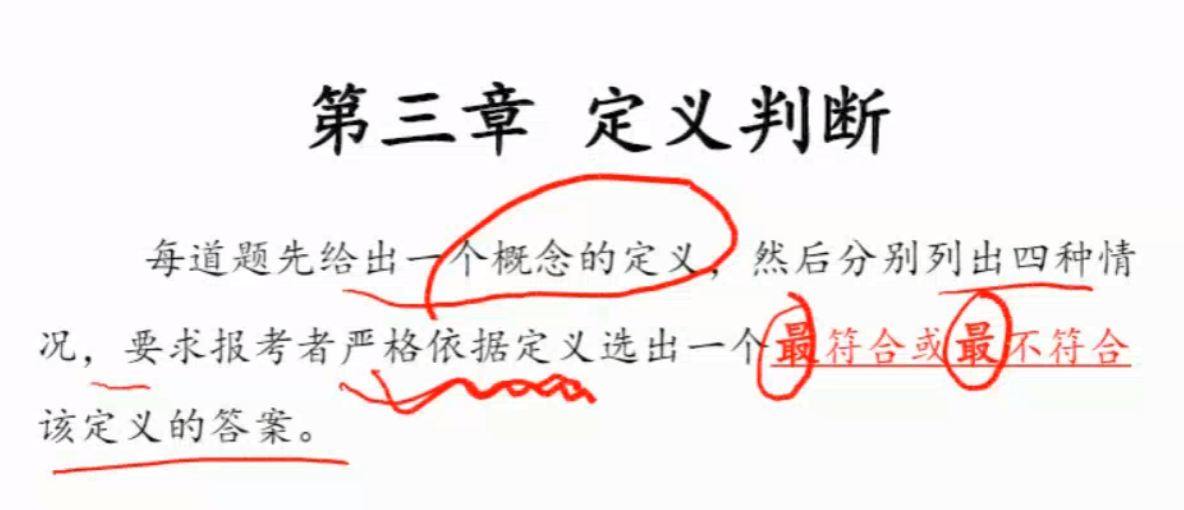 第三章 定义判断
每道题先给出一个概念的定义，然后分别列出四种情
况，要求报考者严格依据定义选出一个最符合或最不符合
该定义的答案。